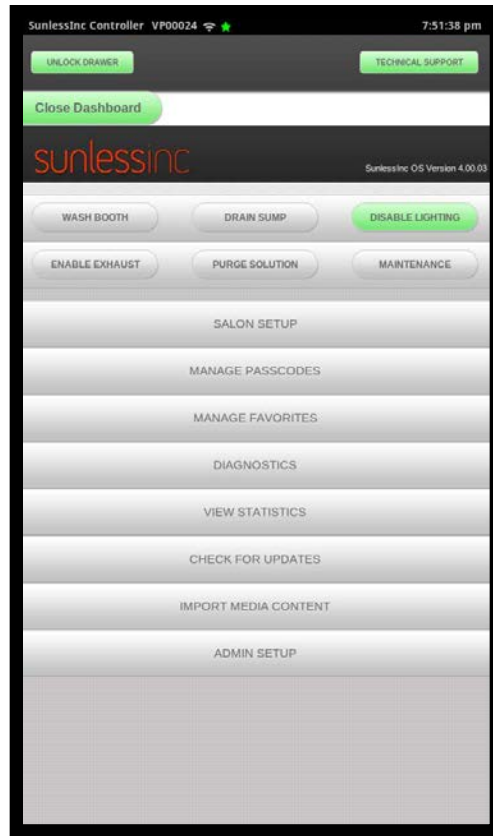 SunlessInc Controller VP00024 7:51:38 pm
UNLOCK DRAWER TECHNICAL SUPPORT
Close Dashboard
sunlessinc
SunlessInc OS Version 4.00.03
WASH BOOTH DRAIN SUMP DISABLE LIGHTING
ENABLE EXHAUST PURGE SOLUTION MAINTENANCE
SALON SETUP
MANAGE PASSCODES
MANAGE FAVORITES
DIAGNOSTICS
VIEW STATISTICS
CHECK FOR UPDATES
IMPORT MEDIA CONTENT
ADMIN SETUP